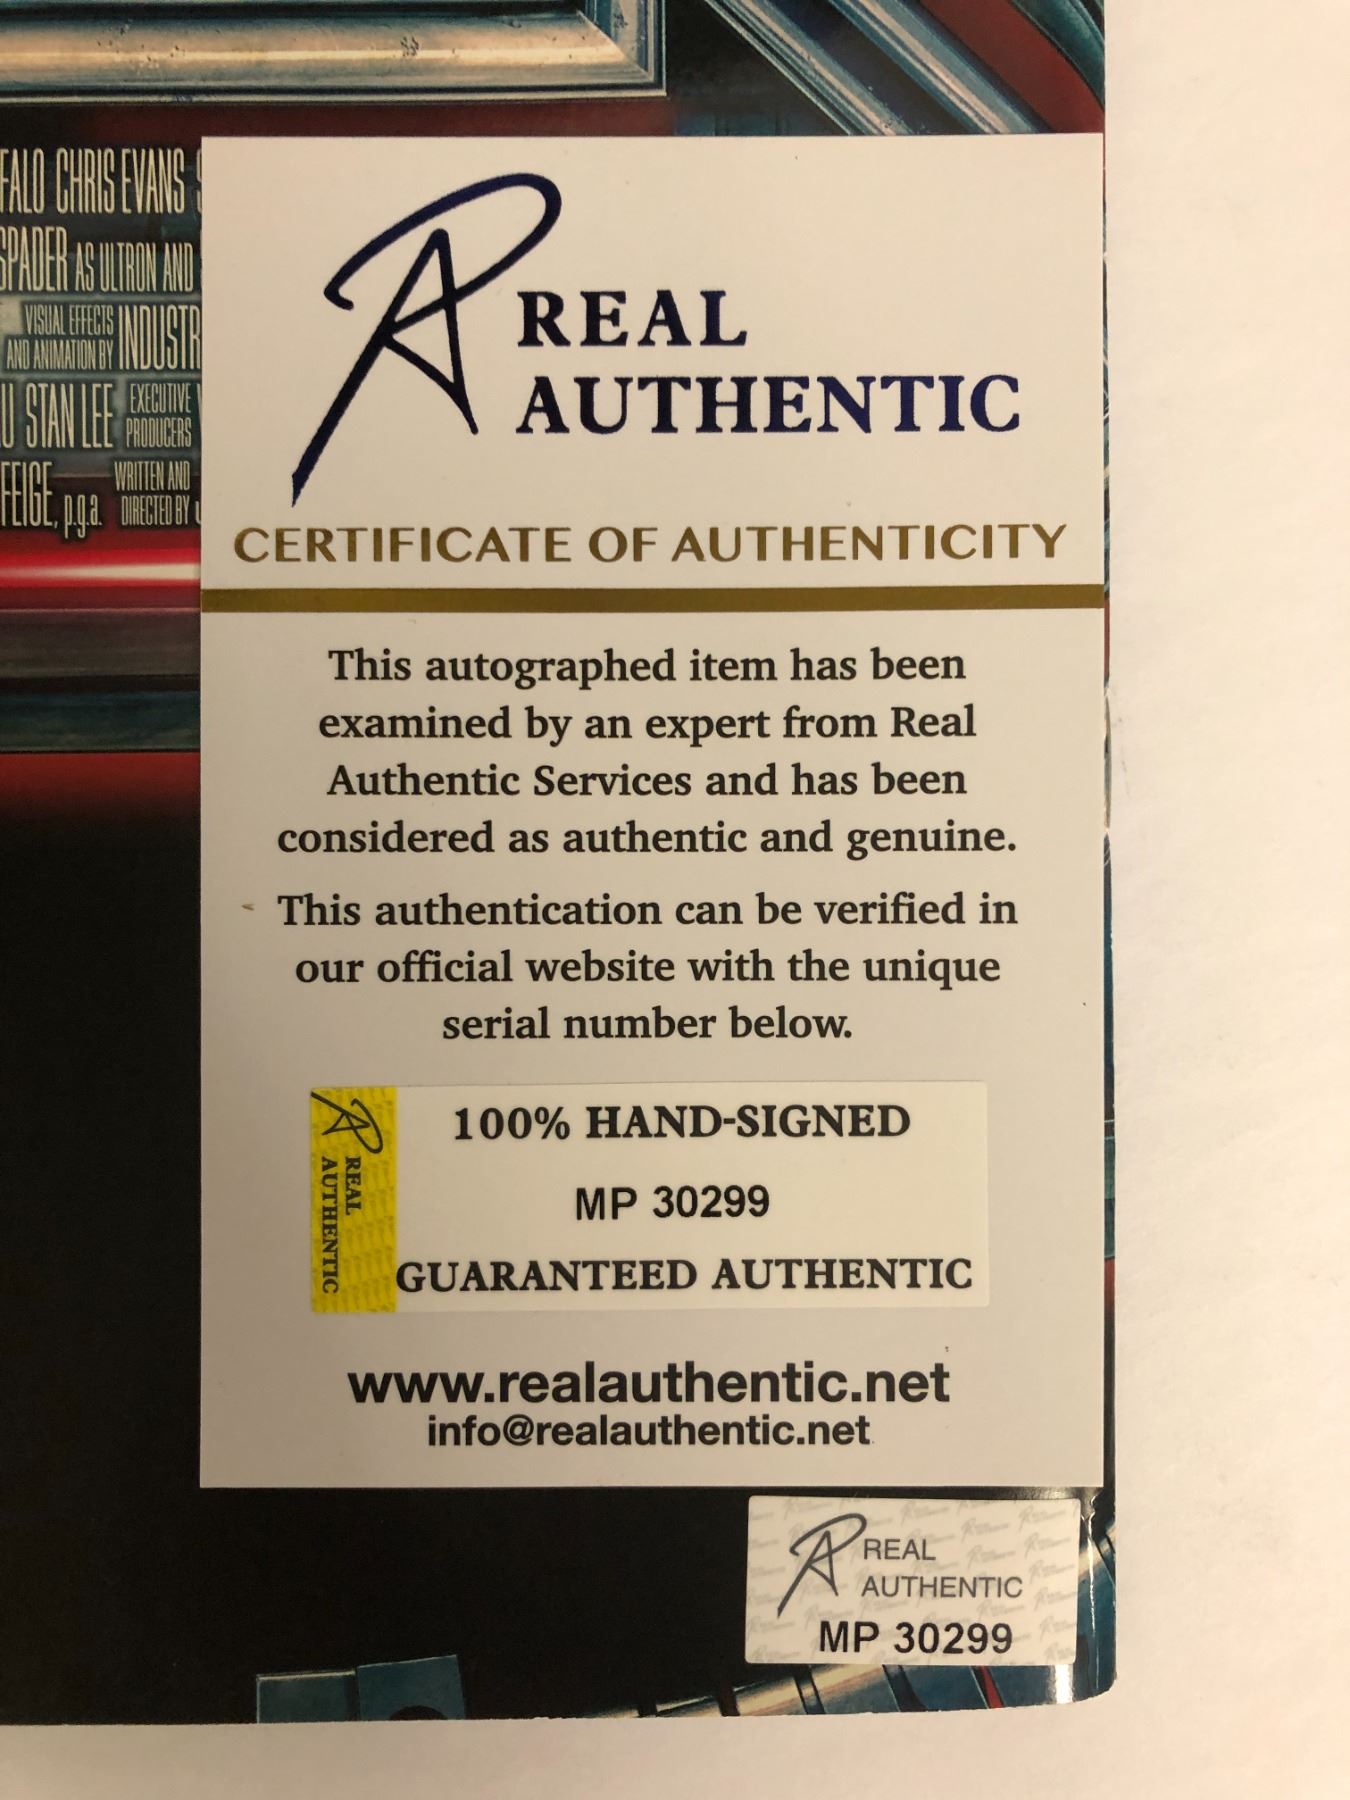 FALO CHRIS EVANS
SPADER AS ULTRON AND
VISUAL EFFECTS
AND ANIMATION BY INDUSTR
STAN LEE EXECUTIVE
PRODUCERS
FEIGE, p.g.a. WRITTEN AND
DIRECTED BY
REAL
AUTHENTIC
CERTIFICATE OF AUTHENTICITY
This autographed item has been
examined by an expert from Real
Authentic Services and has been
considered as authentic and genuine.
This authentication can be verified in
our official website with the unique
serial number below.
REAL
AUTHENTIC
100% HAND-SIGNED
MP 30299
GUARANTEED AUTHENTIC
www.realauthentic.net
info@realauthentic.net
REAL
AUTHENTIC
MP 30299